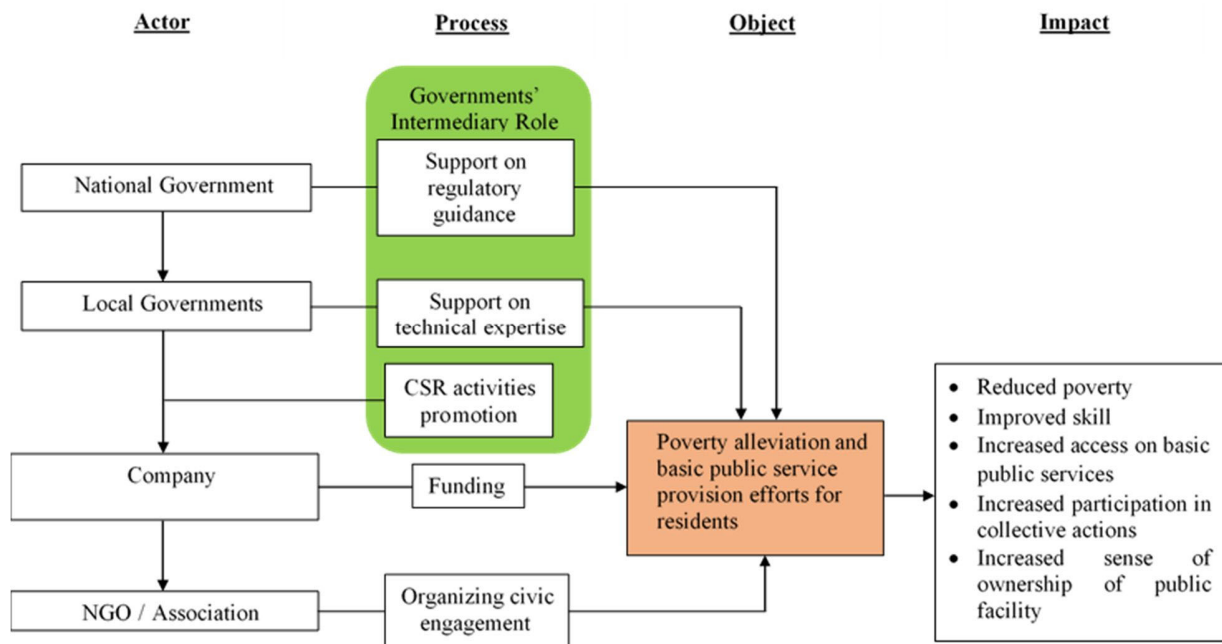 Actor
Process
Object
Impact
Governments’
Intermediary Role
National Government
Support on
regulatory
guidance
Local Governments
Support on
technical expertise
CSR activities
promotion
Company
Funding
NGO / Association
Organizing civic
engagement
Poverty alleviation and
basic public service
provision efforts for
residents
• Reduced poverty
• Improved skill
• Increased access on basic
public services
• Increased participation in
collective actions
• Increased sense of
ownership of public
facility